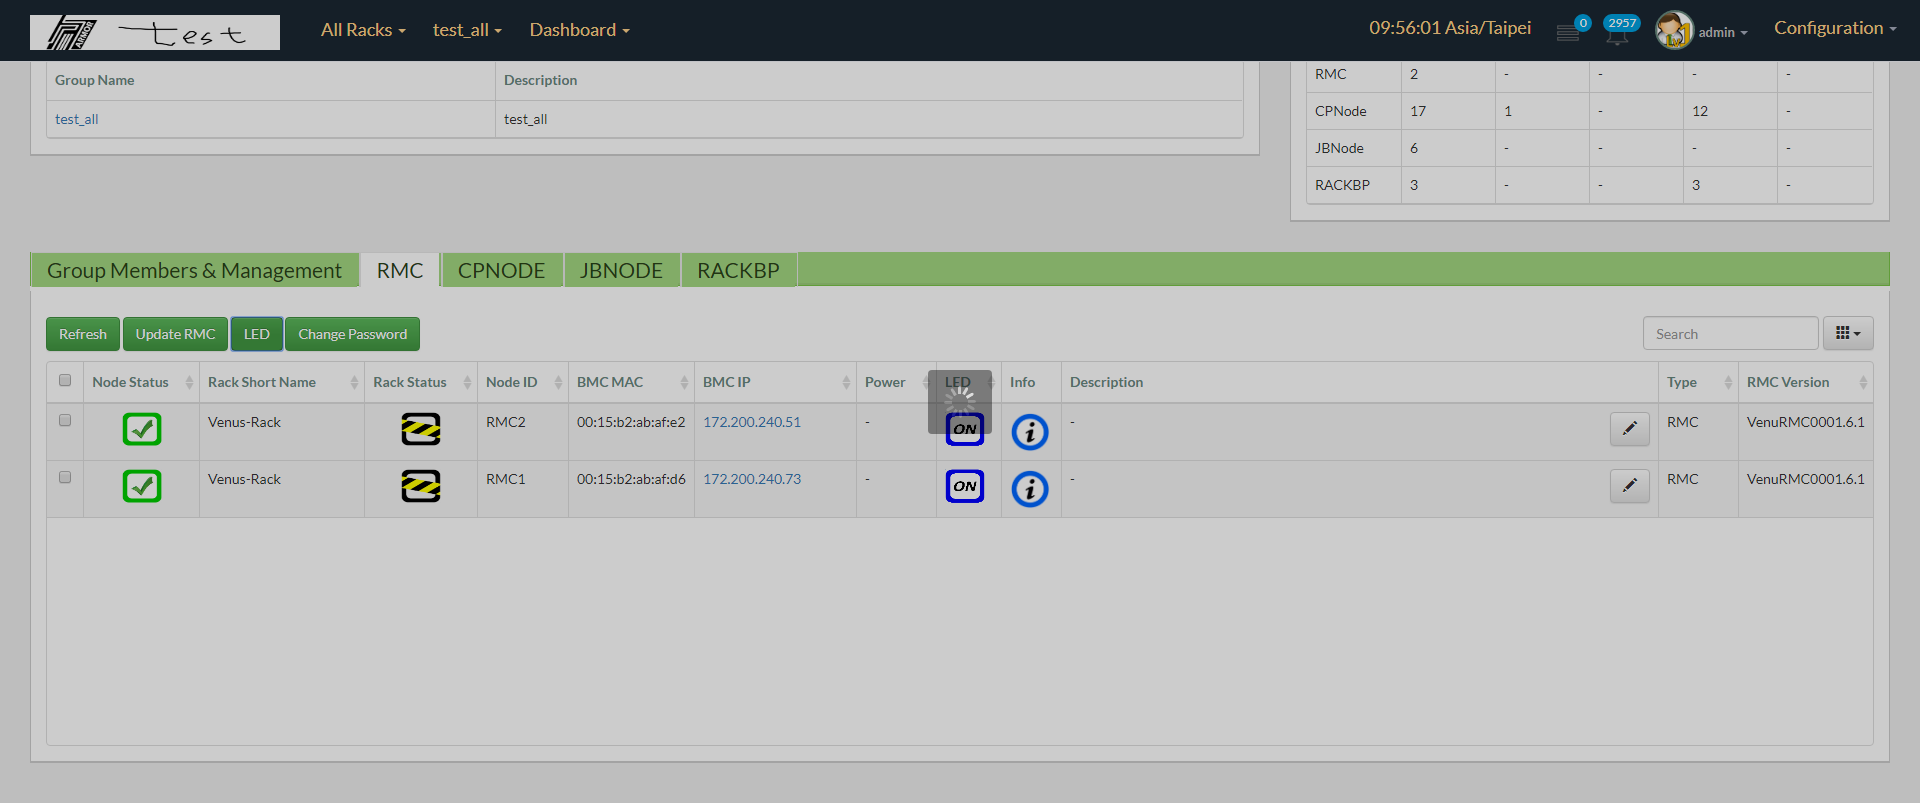 ARMOR test All Racks test_all Dashboard 09:56:01 Asia/Taipei 0 2957 admin Configuration
Group Name Description
test_all test_all
RMC 2 - - - -
CPNode 17 1 - 12 -
JBNode 6 - - - -
RACKBP 3 - - 3 -
Group Members & Management RMC CPNODE JBNODE RACKBP
Refresh Update RMC LED Change Password Search
Node Status Rack Short Name Rack Status Node ID BMC MAC BMC IP Power LED Info Description Type RMC Version
Venus-Rack RMC2 00:15:b2:ab:af:e2 172.200.240.51 - ON i - RMC VenuRMC0001.6.1
Venus-Rack RMC1 00:15:b2:ab:af:d6 172.200.240.73 - ON i - RMC VenuRMC0001.6.1